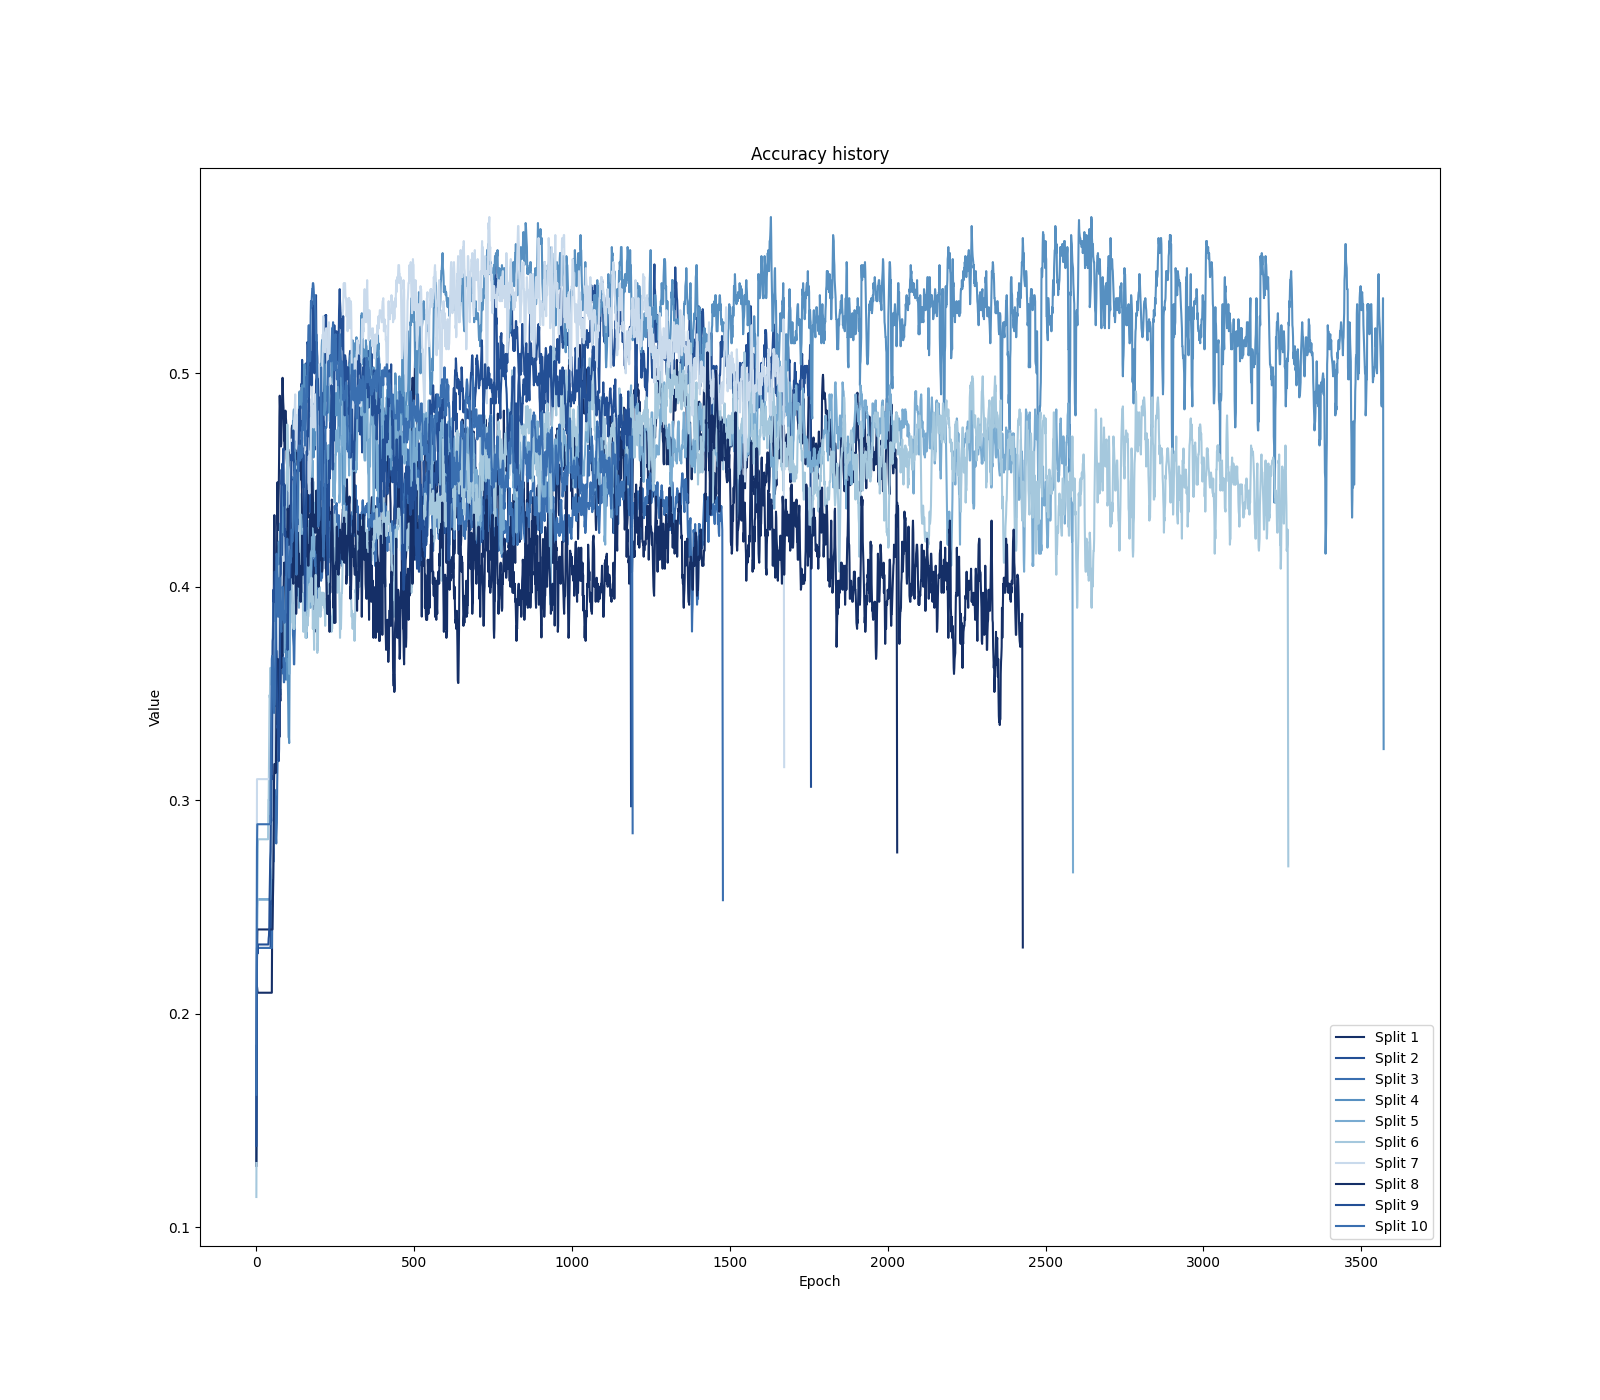 Accuracy history
Value
0.5
0.4
0.3
0.2
0.1
0
500
1000
1500
2000
2500
3000
3500
Epoch
Split 1
Split 2
Split 3
Split 4
Split 5
Split 6
Split 7
Split 8
Split 9
Split 10